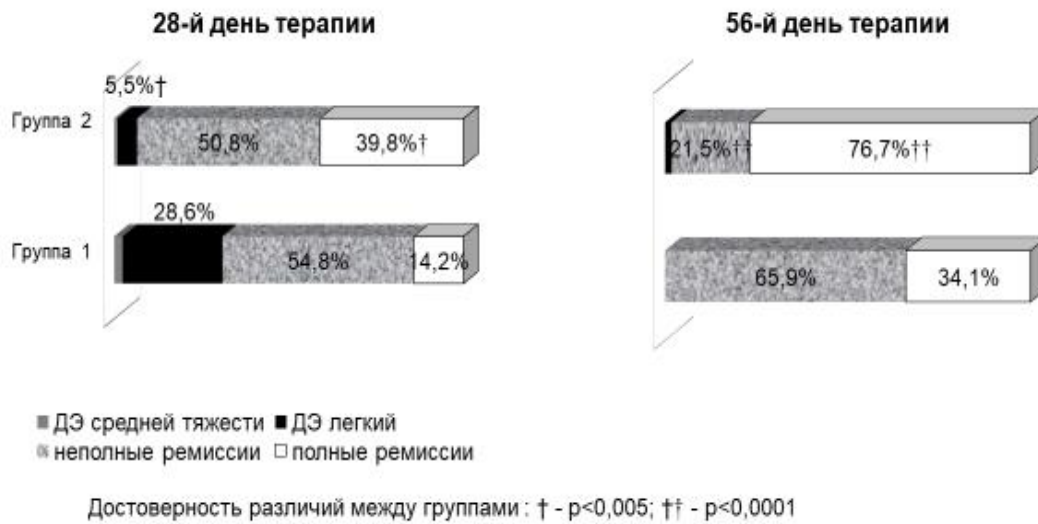 28-й день терапии
56-й день терапии
5,5%†
Группа 2
50,8%
39,8%†
21,5%††
76,7%††
28,6%
Группа 1
54,8%
14,2%
65,9%
34,1%
ДЭ средней тяжести ДЭ легкий
неполные ремиссии полные ремиссии
Достоверность различий между группами : † - p<0,005; †† - p<0,0001